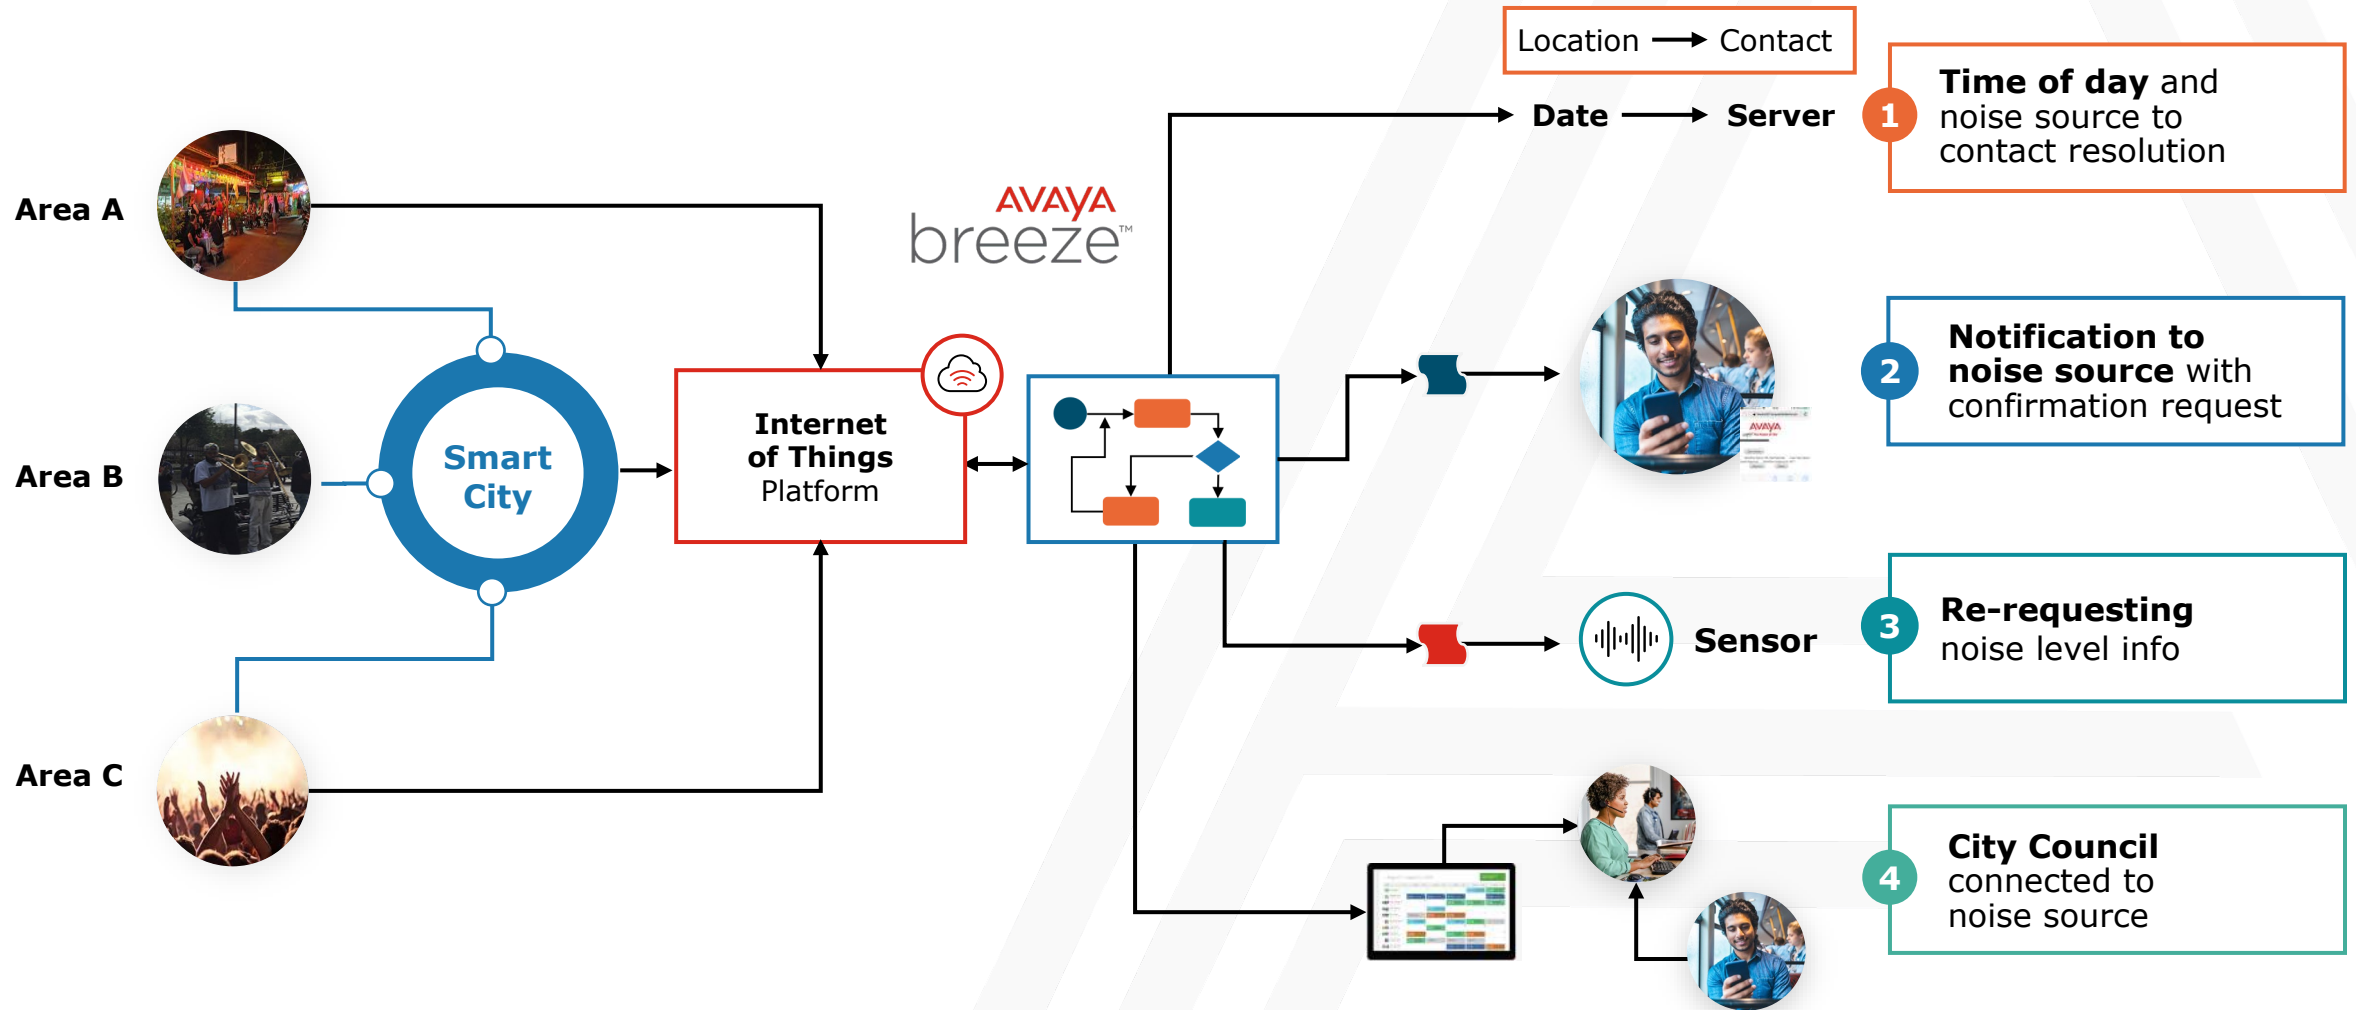 Location → Contact
Date → Server
1
Time of day and
noise source to
contact resolution
Area A
AVAYA
breeze™
Area B
Smart
City
Internet
of Things
Platform
AVAYA
2
Notification to
noise source with
confirmation request
Sensor
3
Re-requesting
noise level info
Area C
4
City Council
connected to
noise source